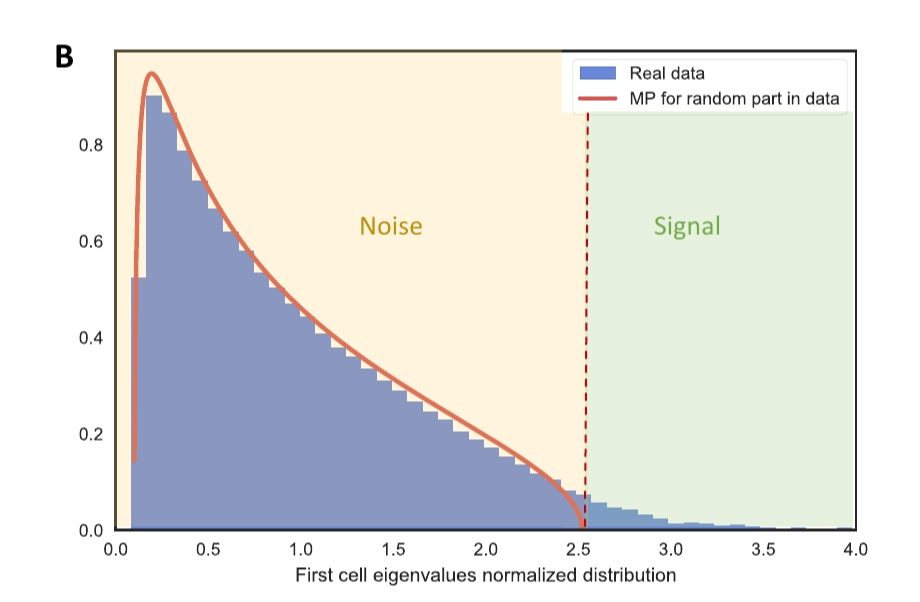 B
Real data
MP for random part in data
Noise
Signal
0.8
0.6
0.4
0.2
0.0
0.0 0.5 1.0 1.5 2.0 2.5 3.0 3.5 4.0
First cell eigenvalues normalized distribution